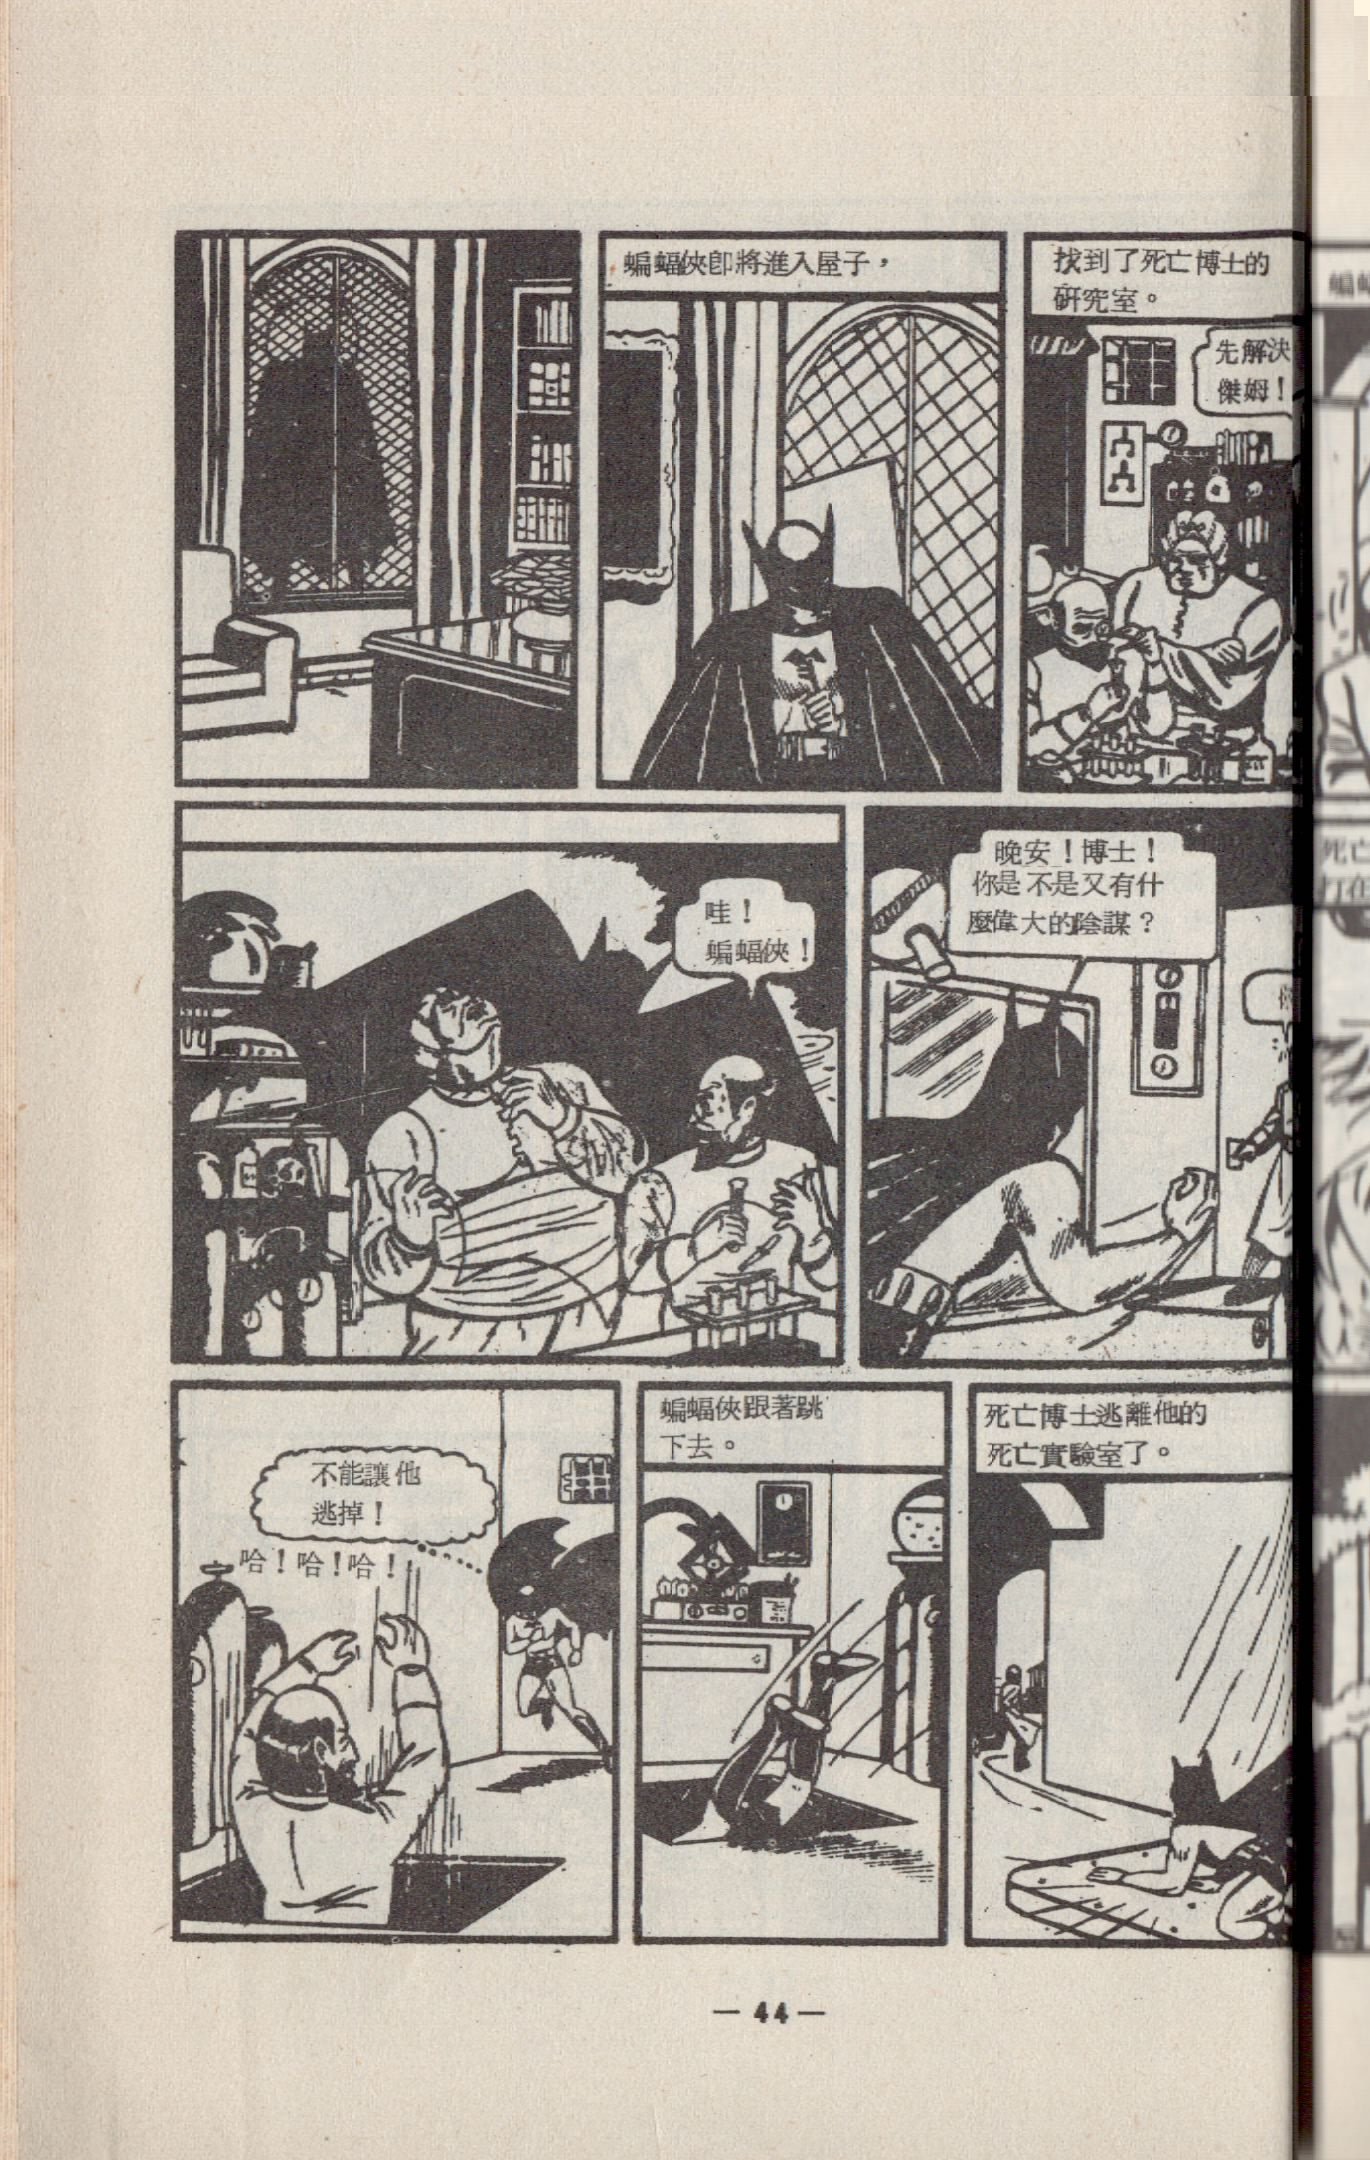 蝙蝠俠即將進入屋子，
找到了死亡博士的
研究室。
先解決
傑姆！
哇！
蝙蝠俠！
晚安！博士！
你是不是又有什
麼偉大的陰謀？
不能讓他
逃掉！
哈！哈！哈！
蝙蝠俠跟著跳
下去。
死亡博士逃離他的
死亡實驗室了。
— 44 —
死亡
打在